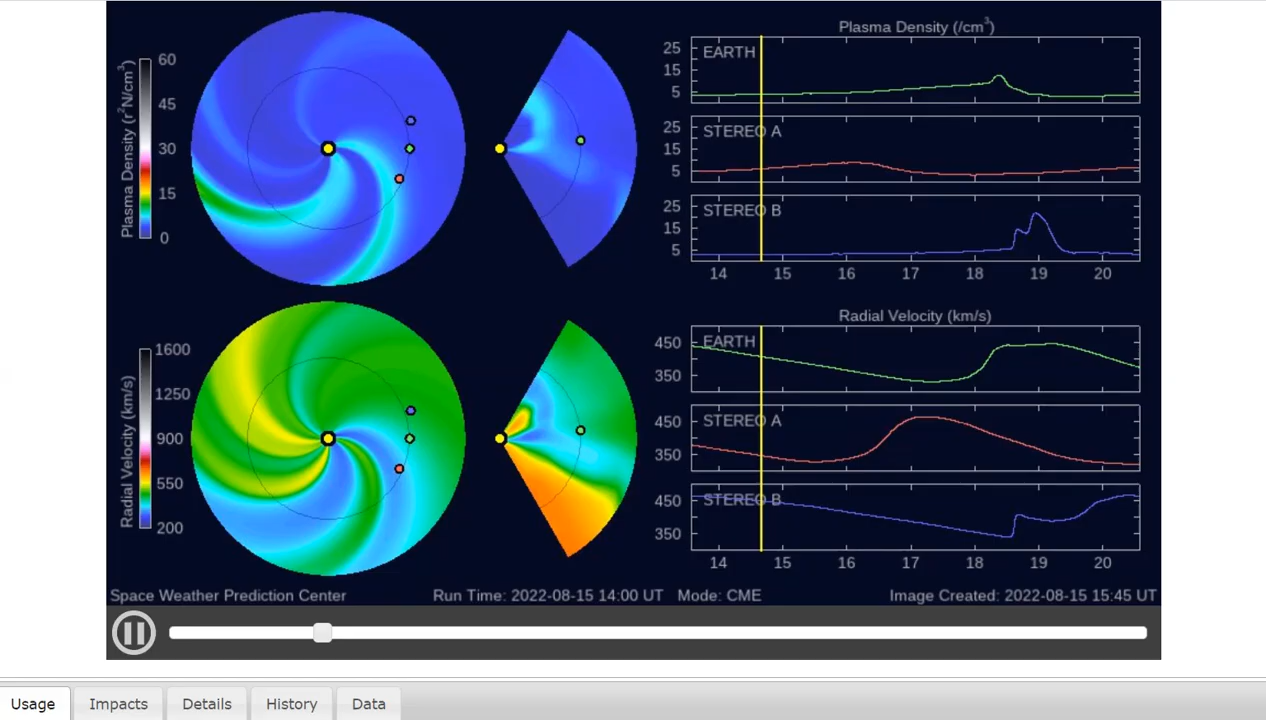 Plasma Density (r²N/cm³)
60
45
30
15
0
Plasma Density (/cm³)
EARTH
25
15
5
STEREO A
25
15
5
STEREO B
25
15
5
14 15 16 17 18 19 20
Radial Velocity (km/s)
1600
1250
900
550
200
Radial Velocity (km/s)
EARTH
450
350
STEREO A
450
350
STEREO B
450
350
14 15 16 17 18 19 20
Space Weather Prediction Center Run Time: 2022-08-15 14:00 UT Mode: CME Image Created: 2022-08-15 15:45 UT
Usage Impacts Details History Data